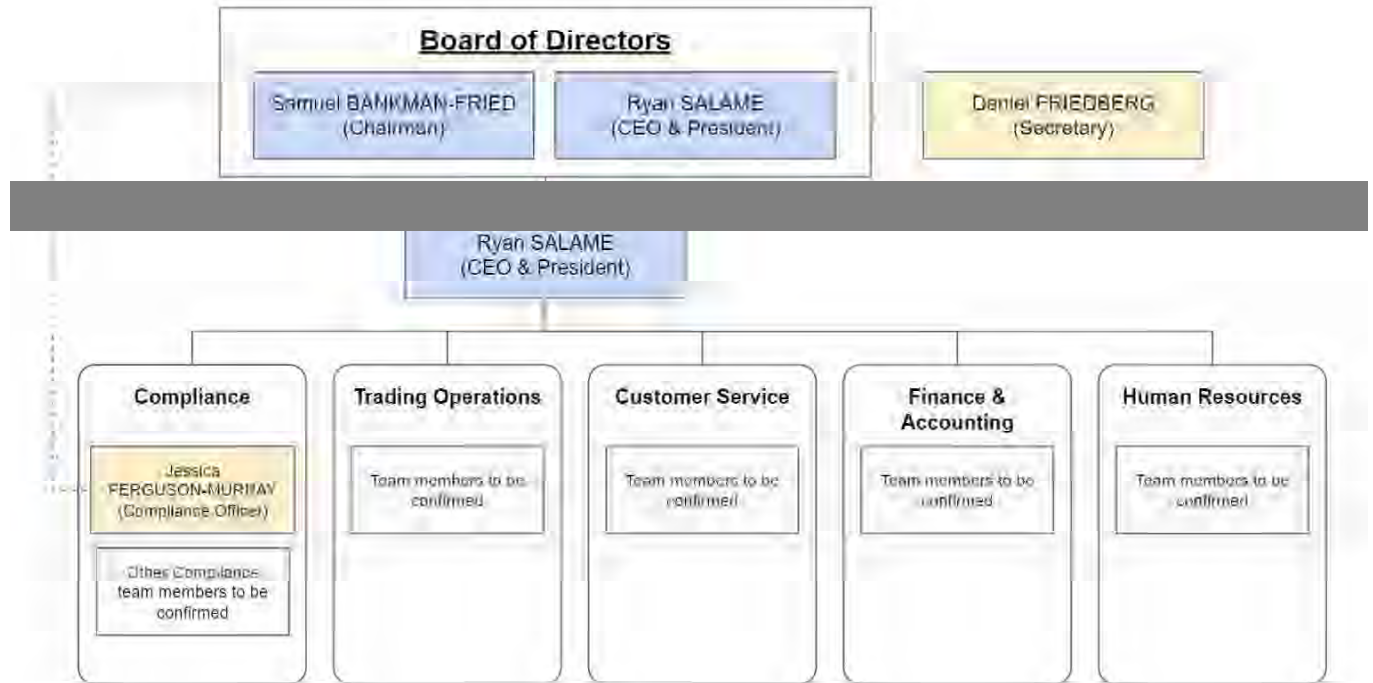 Board of Directors
Samuel BANKMAN-FRIED
(Chairman)
Ryan SALAME
(CEO & President)
Daniel FRIEDBERG
(Secretary)
Ryan SALAME
(CEO & President)
Compliance
Jessica
FERGUSON-MURRAY
(Compliance Officer)
Other Compliance
team members to be
confirmed
Trading Operations
Team members to be
confirmed
Customer Service
Team members to be
confirmed
Finance &
Accounting
Team members to be
confirmed
Human Resources
Team members to be
confirmed